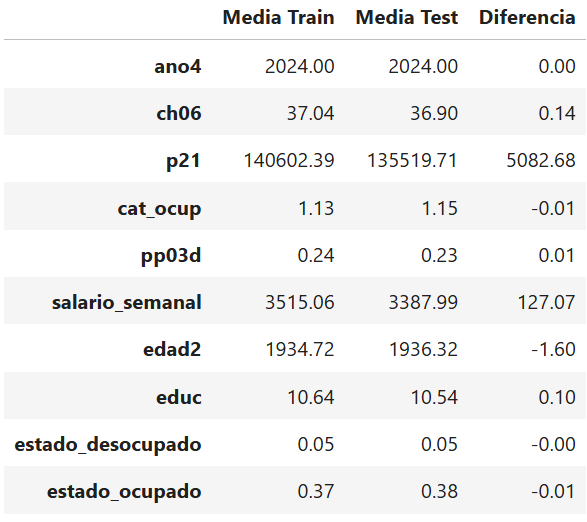 Media Train Media Test Diferencia
ano4 2024.00 2024.00 0.00
ch06 37.04 36.90 0.14
p21 140602.39 135519.71 5082.68
cat_ocup 1.13 1.15 -0.01
pp03d 0.24 0.23 0.01
salario_semanal 3515.06 3387.99 127.07
edad2 1934.72 1936.32 -1.60
educ 10.64 10.54 0.10
estado_desocupado 0.05 0.05 -0.00
estado_ocupado 0.37 0.38 -0.01